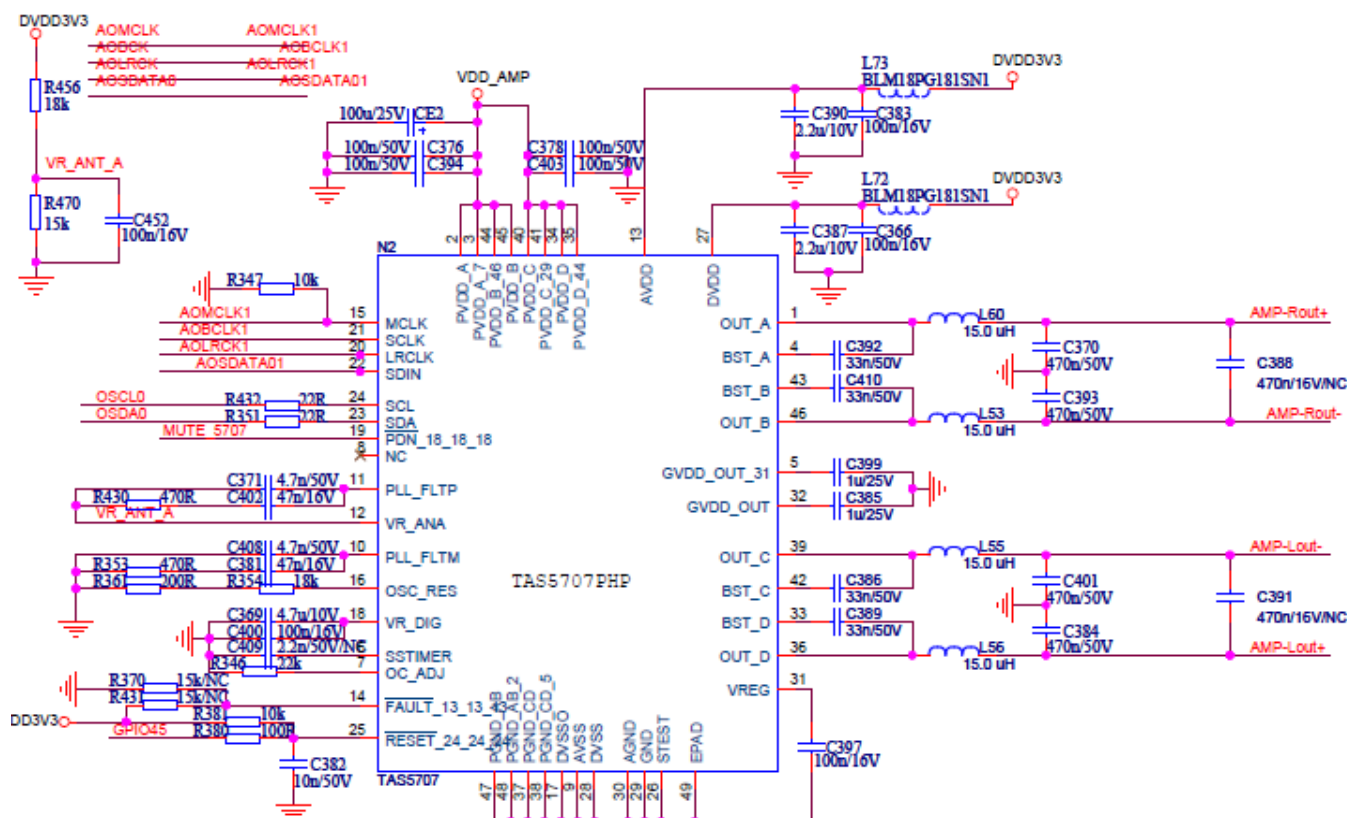 DVDD3V3
AOMCLK AOMCLK1
AOBCK AOBCLK1
AOLRCK AOLRCK1
AOSDATA0 AOSDATA01
R456
18k
VR_ANT_A
R470
15k
C452
100n/16V
VDD_AMP
100u/25V CE2
+
100n/50V C376
100n/50V C394
C378 100n/50V
C403 100n/50V
L73
BLM18PG181SN1
DVDD3V3
C390
2.2u/10V
C383
100n/16V
L72
BLM18PG181SN1
DVDD3V3
C387
2.2u/10V
C366
100n/16V
N2
2
3
44
45
40
41
34
35
13
27
PVDD_A
PVDD_A_7
PVDD_B_46
PVDD_B
PVDD_C
PVDD_C_29
PVDD_D
PVDD_D_44
AVDD
DVDD
R347 10k
AOMCLK1 15 MCLK
AOBCLK1 21 SCLK
AOLRCK1 20 LRCLK
AOSDATA01 22 SDIN
OSCL0 R432 22R 24 SCL
OSDA0 R351 22R 23 SDA
MUTE_5707 19 PDN_18_18_18
8 NC
C371 4.7n/50V 11 PLL_FLTP
R430 470R C402 47n/16V
VR_ANT_A 12 VR_ANA
C408 4.7n/50V 10 PLL_FLTM
R353 470R C381 47n/16V
R361 200R R354 18k 16 OSC_RES
C369 4.7u/10V 18 VR_DIG
C400 100n/16V
C409 2.2n/50V/NC 6 SSTIMER
R346 22k 7 OC_ADJ
R370 15k/NC
R431 15k/NC 14 FAULT_13_13_13
DD3V3 R381 10k
GPIO45 R380 100R 25 RESET_24_24_24
C382
10n/50V
TAS5707PHP
TAS5707
OUT_A 1 L60 15.0 uH AMP-Rout+
BST_A 4 C392 33n/50V
BST_B 43 C410 33n/50V
OUT_B 46 L53 15.0 uH AMP-Rout-
C370
470n/50V
C393
470n/50V
C388
470n/16V/NC
GVDD_OUT_31 5 C399 1u/25V
GVDD_OUT 32 C385 1u/25V
OUT_C 39 L55 15.0 uH AMP-Lout-
BST_C 42 C386 33n/50V
BST_D 33 C389 33n/50V
OUT_D 36 L56 15.0 uH AMP-Lout+
C401
470n/50V
C384
470n/50V
C391
470n/16V/NC
VREG 31
C397
100n/16V
PGND_AB
PGND_AB_2
PGND_CD
PGND_CD_5
DVSSO
AVSS
DVSS
AGND
GND
STEST
EPAD
47
48
37
38
17
9
28
30
29
26
49